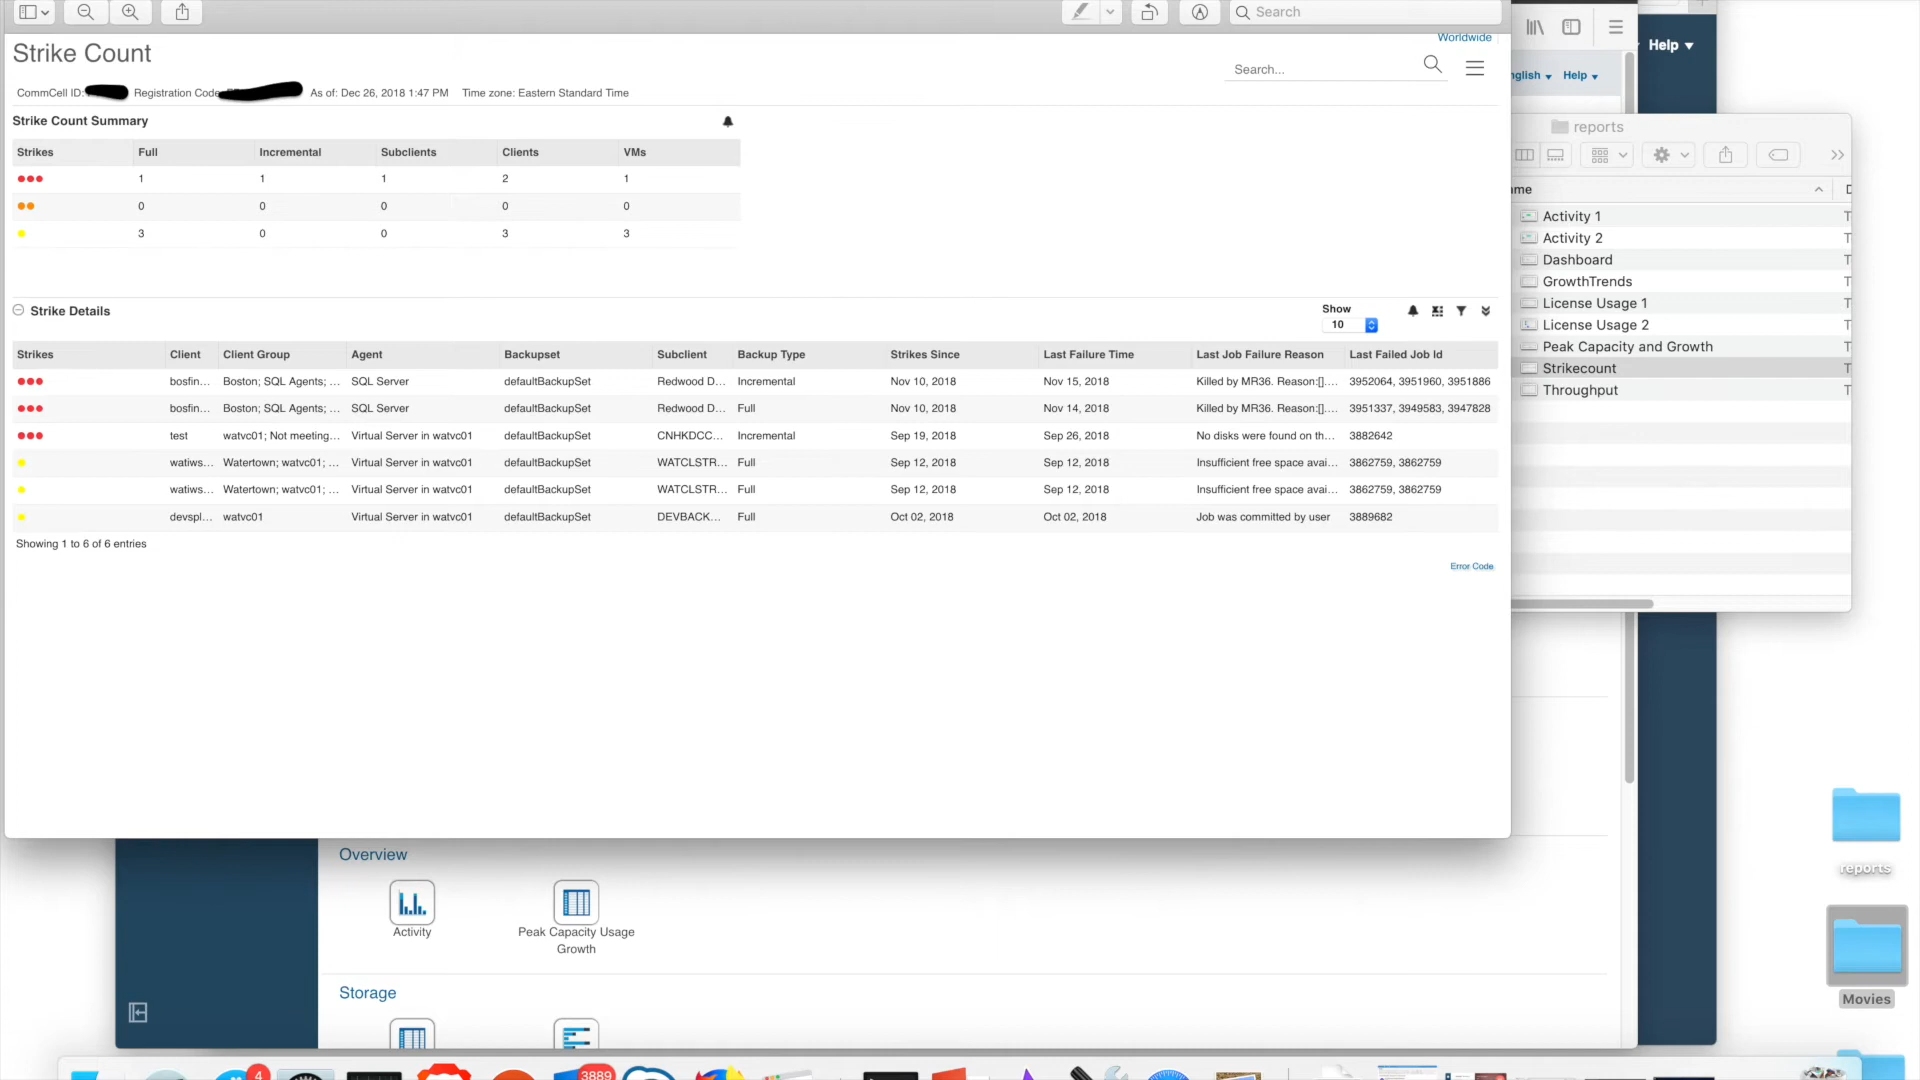 Search
Worldwide
Strike Count
Search...
CommCell ID: Registration Code As of: Dec 26, 2018 1:47 PM Time zone: Eastern Standard Time
Strike Count Summary
Strikes Full Incremental Subclients Clients VMs
1 1 1 2 1
0 0 0 0 0
3 0 0 3 3
Strike Details
Show
10
Strikes Client Client Group Agent Backupset Subclient Backup Type Strikes Since Last Failure Time Last Job Failure Reason Last Failed Job Id
bosfin... Boston; SQL Agents; ... SQL Server defaultBackupSet Redwood D... Incremental Nov 10, 2018 Nov 15, 2018 Killed by MR36. Reason:[].... 3952064, 3951960, 3951886
bosfin... Boston; SQL Agents; ... SQL Server defaultBackupSet Redwood D... Full Nov 10, 2018 Nov 14, 2018 Killed by MR36. Reason:[].... 3951337, 3949583, 3947828
test watvc01; Not meeting... Virtual Server in watvc01 defaultBackupSet CNHKDCC... Incremental Sep 19, 2018 Sep 26, 2018 No disks were found on th... 3882642
watiws... Watertown; watvc01; ... Virtual Server in watvc01 defaultBackupSet WATCLSTR... Full Sep 12, 2018 Sep 12, 2018 Insufficient free space avai... 3862759, 3862759
watiws... Watertown; watvc01; ... Virtual Server in watvc01 defaultBackupSet WATCLSTR... Full Sep 12, 2018 Sep 12, 2018 Insufficient free space avai... 3862759, 3862759
devspl... watvc01 Virtual Server in watvc01 defaultBackupSet DEVBACK... Full Oct 02, 2018 Oct 02, 2018 Job was committed by user 3889682
Showing 1 to 6 of 6 entries
Error Code
Help
nglish Help
reports
me D
Activity 1 T
Activity 2 T
Dashboard T
GrowthTrends T
License Usage 1 T
License Usage 2 T
Peak Capacity and Growth T
Strikecount T
Throughput T
Overview
Activity
Peak Capacity Usage
Growth
Storage
reports
Movies
4
3889